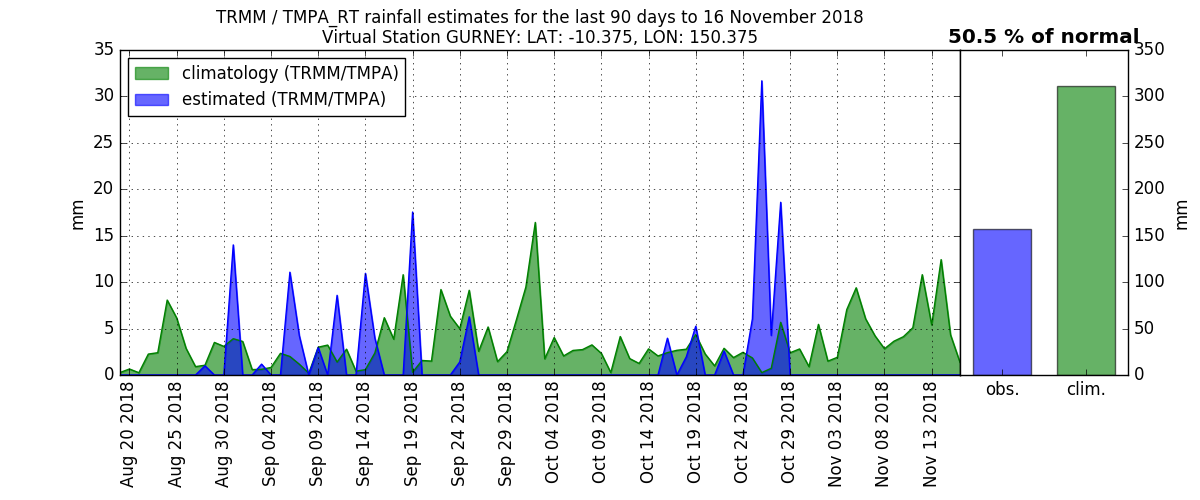 TRMM / TMPA_RT rainfall estimates for the last 90 days to 16 November 2018
Virtual Station GURNEY: LAT: -10.375, LON: 150.375
50.5 % of normal
climatology (TRMM/TMPA)
estimated (TRMM/TMPA)
mm
35
30
25
20
15
10
5
0
Aug 20 2018
Aug 25 2018
Aug 30 2018
Sep 04 2018
Sep 09 2018
Sep 14 2018
Sep 19 2018
Sep 24 2018
Sep 29 2018
Oct 04 2018
Oct 09 2018
Oct 14 2018
Oct 19 2018
Oct 24 2018
Oct 29 2018
Nov 03 2018
Nov 08 2018
Nov 13 2018
obs.
clim.
350
300
250
200
150
100
50
0
mm